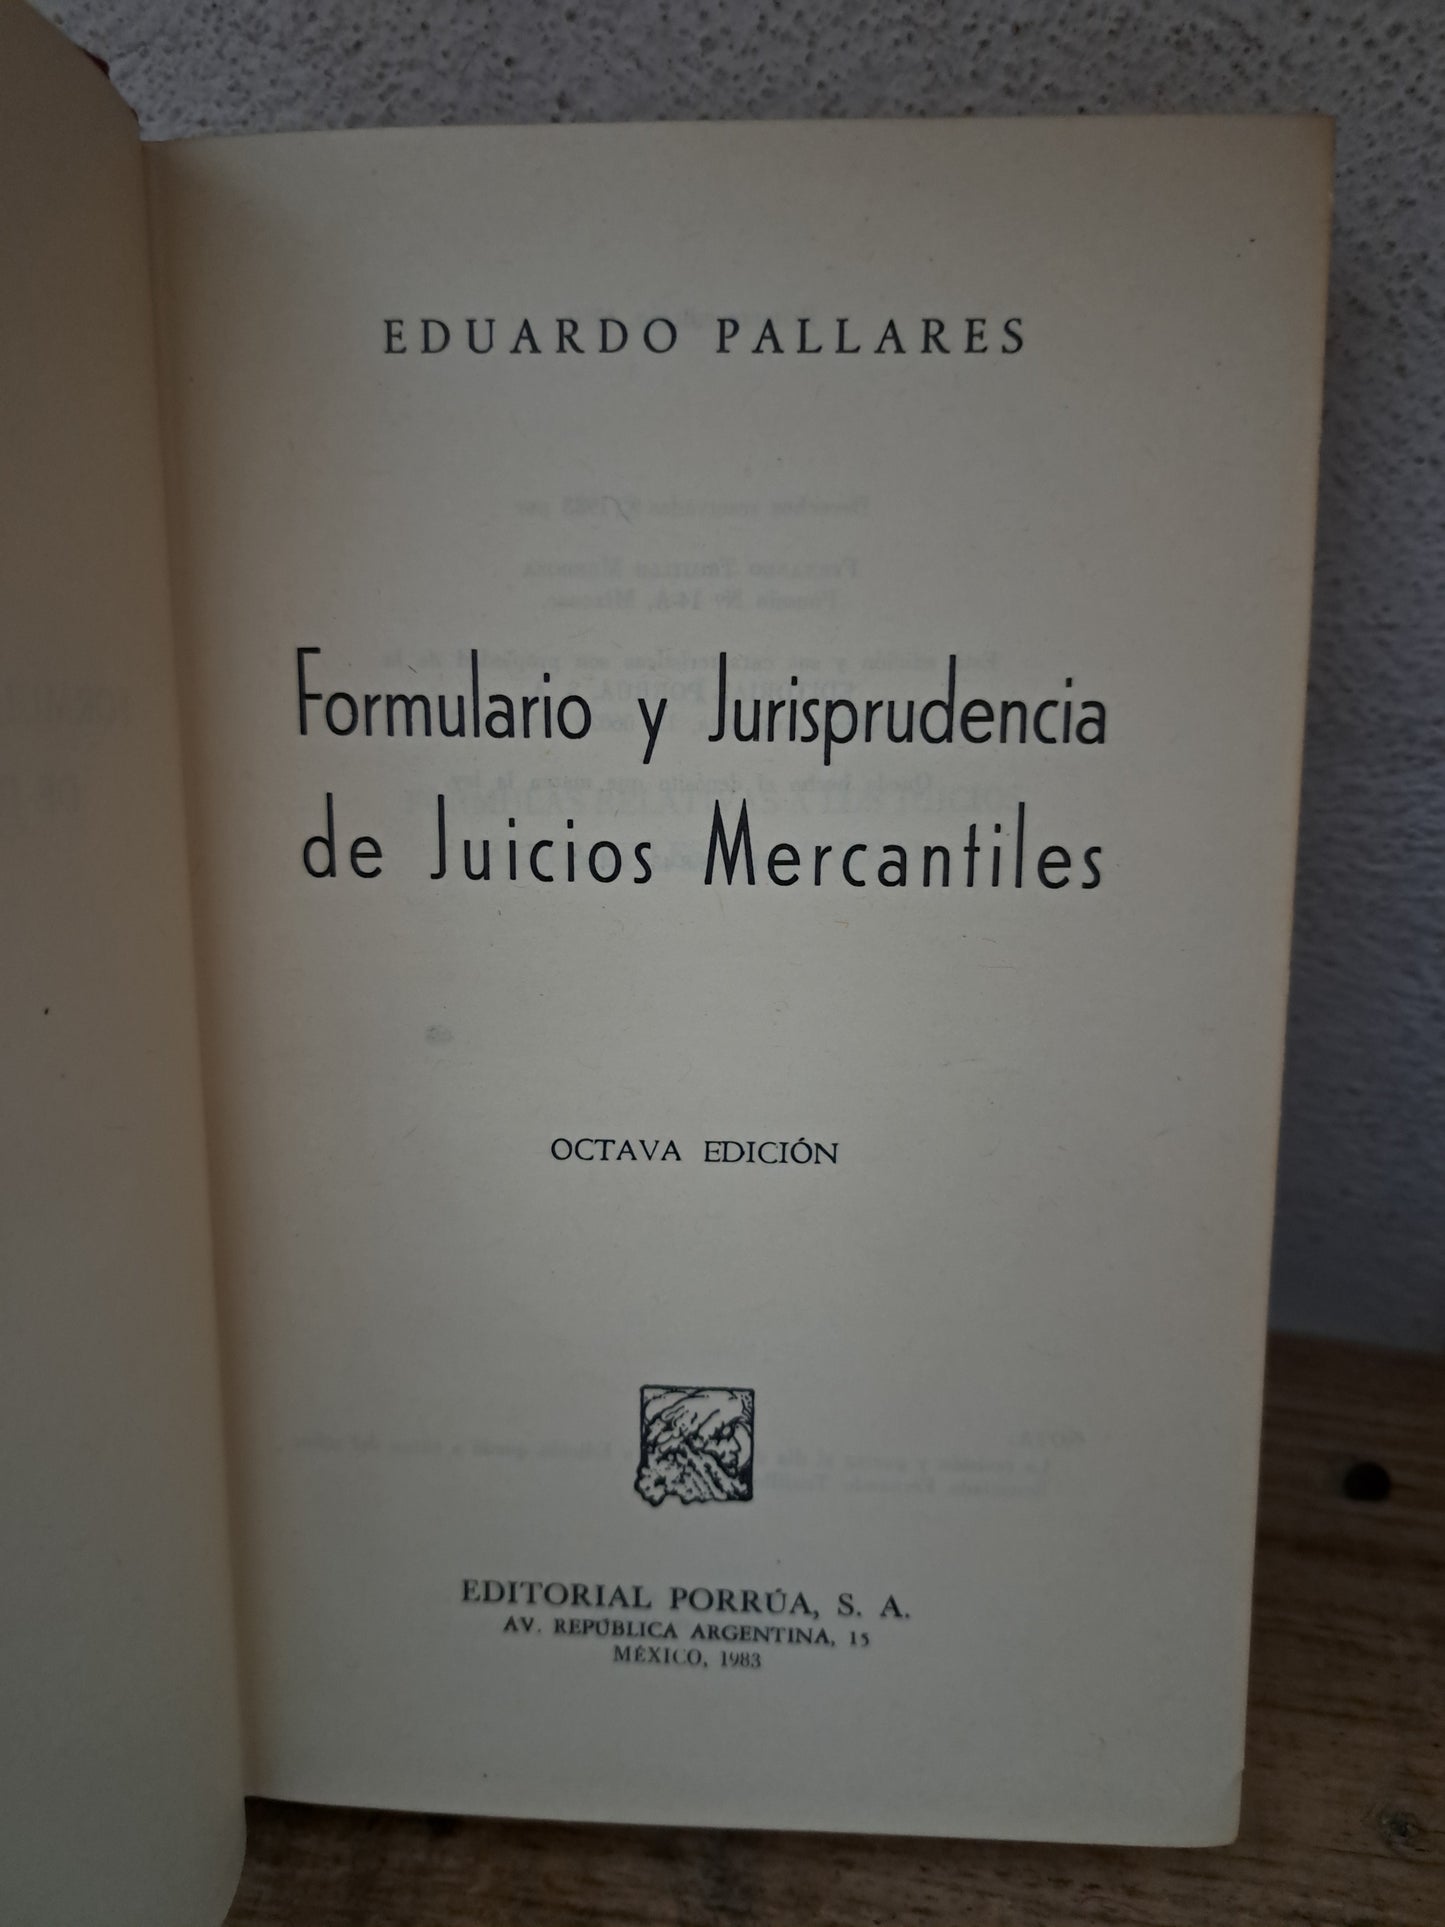 EDUARDO PALLARES
Formulario y Jurisprudencia
de Juicios Mercantiles
OCTAVA EDICIÓN
EDITORIAL PORRÚA, S. A.
AV. REPÚBLICA ARGENTINA, 15
MÉXICO, 1983